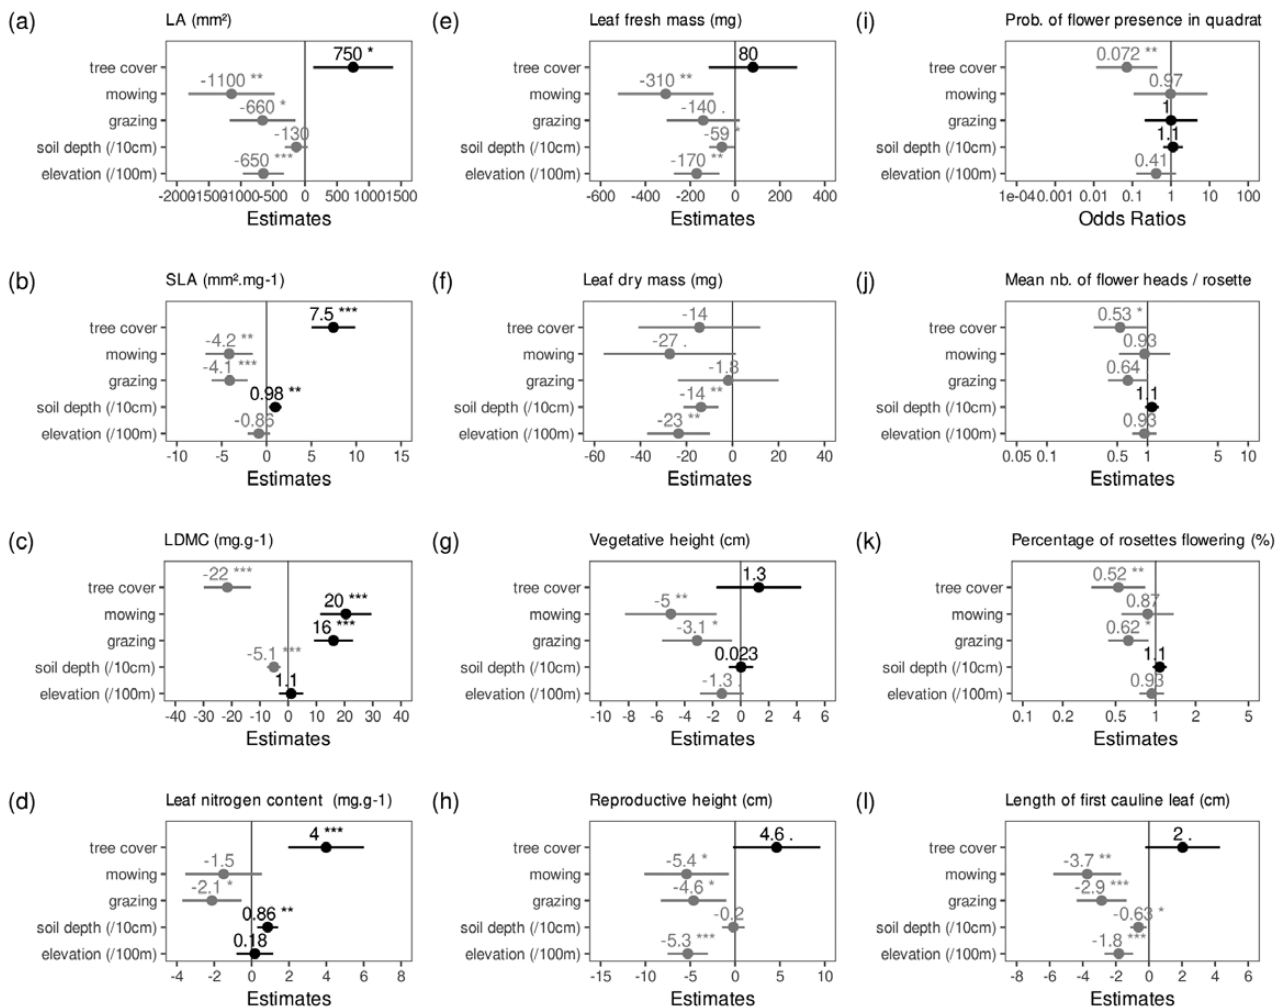 (a)
LA (mm²)
tree cover
mowing
grazing
soil depth (/10cm)
elevation (/100m)
750 *
-1100 **
-660 *
-130
-650 ***
-2000 -1500 -1000 -500 0 500 1000 1500
Estimates
(e)
Leaf fresh mass (mg)
tree cover
mowing
grazing
soil depth (/10cm)
elevation (/100m)
80
-310 **
-140 .
-59 *
-170 **
-600 -400 -200 0 200 400
Estimates
(i)
Prob. of flower presence in quadrat
tree cover
mowing
grazing
soil depth (/10cm)
elevation (/100m)
0.072 **
0.97
1
1.1
0.41
1e-04 0.001 0.01 0.1 1 10 100
Odds Ratios
(b)
SLA (mm².mg-1)
tree cover
mowing
grazing
soil depth (/10cm)
elevation (/100m)
7.5 ***
-4.2 **
-4.1 ***
0.98 **
-0.86
-10 -5 0 5 10 15
Estimates
(f)
Leaf dry mass (mg)
tree cover
mowing
grazing
soil depth (/10cm)
elevation (/100m)
-14
-27 .
-1.8
-14 **
-23 **
-60 -40 -20 0 20 40
Estimates
(j)
Mean nb. of flower heads / rosette
tree cover
mowing
grazing
soil depth (/10cm)
elevation (/100m)
0.53 *
0.93
0.64
1.1
0.93
0.05 0.1 0.5 1 5 10
Estimates
(c)
LDMC (mg.g-1)
tree cover
mowing
grazing
soil depth (/10cm)
elevation (/100m)
-22 ***
20 ***
16 ***
-5.1 ***
1.1
-40 -30 -20 -10 0 10 20 30 40
Estimates
(g)
Vegetative height (cm)
tree cover
mowing
grazing
soil depth (/10cm)
elevation (/100m)
1.3
-5 **
-3.1 *
0.023
-1.3 .
-10 -8 -6 -4 -2 0 2 4 6
Estimates
(k)
Percentage of rosettes flowering (%)
tree cover
mowing
grazing
soil depth (/10cm)
elevation (/100m)
0.52 **
0.87
0.62 *
1.1
0.93
0.1 0.2 0.5 1 2 5
Estimates
(d)
Leaf nitrogen content (mg.g-1)
tree cover
mowing
grazing
soil depth (/10cm)
elevation (/100m)
4 ***
-1.5
-2.1 *
0.86 **
0.18
-4 -2 0 2 4 6 8
Estimates
(h)
Reproductive height (cm)
tree cover
mowing
grazing
soil depth (/10cm)
elevation (/100m)
4.6 .
-5.4 *
-4.6 *
-0.2
-5.3 ***
-15 -10 -5 0 5 10
Estimates
(l)
Length of first cauline leaf (cm)
tree cover
mowing
grazing
soil depth (/10cm)
elevation (/100m)
2 .
-3.7 **
-2.9 ***
-0.63 *
-1.8 ***
-8 -6 -4 -2 0 2 4 6
Estimates